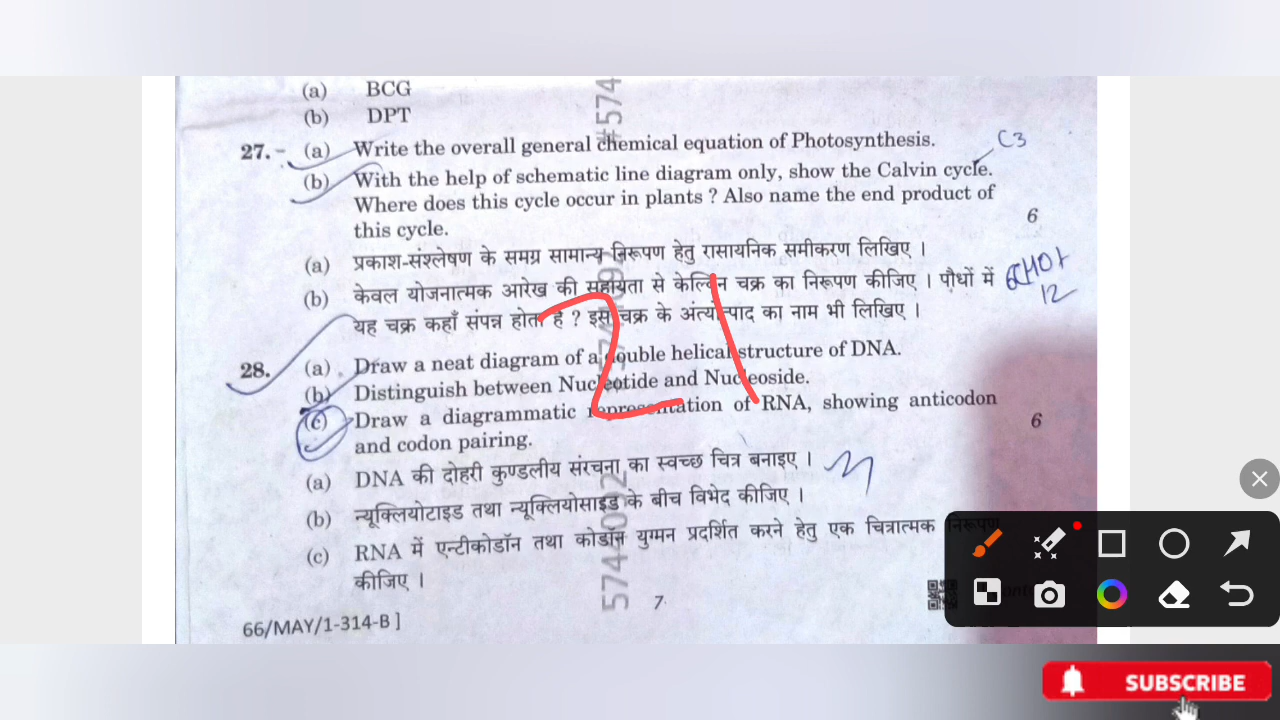 (a) BCG
(b) DPT
27. - (a) Write the overall general chemical equation of Photosynthesis.
C3
(b) With the help of schematic line diagram only, show the Calvin cycle.
Where does this cycle occur in plants ? Also name the end product of
this cycle.
6
(a) प्रकाश-संश्लेषण के समग्र सामान्य निरूपण हेतु रासायनिक समीकरण लिखिए ।
(b) केवल योजनात्मक आरेख की सहायता से केल्विन चक्र का निरूपण कीजिए । पौधों में
यह चक्र कहाँ संपन्न होता है ? इस चक्र के अंत्योत्पाद का नाम भी लिखिए ।
12
28. (a) Draw a neat diagram of a double helical structure of DNA.
(b) Distinguish between Nucleotide and Nucleoside.
(c) Draw a diagrammatic representation of RNA, showing anticodon
and codon pairing.
6
(a) DNA की दोहरी कुण्डलीय संरचना का स्वच्छ चित्र बनाइए ।
(b) न्यूक्लियोटाइड तथा न्यूक्लियोसाइड के बीच विभेद कीजिए ।
(c) RNA में एन्टीकोडॉन तथा कोडॉन युग्मन प्रदर्शित करने हेतु एक चित्रात्मक निरूपण
कीजिए ।
7
66/MAY/1-314-B ]
#574
SUBSCRIBE